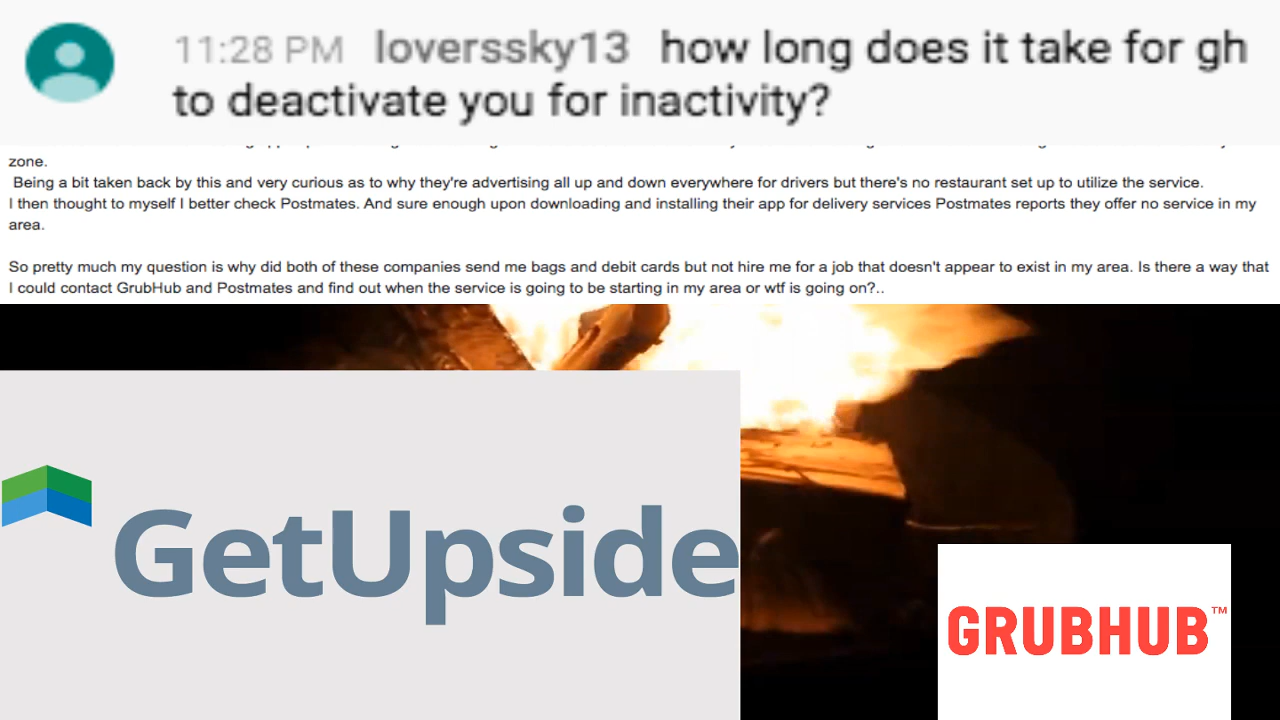 11:28 PM loverssky13 how long does it take for gh
to deactivate you for inactivity?
zone.
Being a bit taken back by this and very curious as to why they're advertising all up and down everywhere for drivers but there's no restaurant set up to utilize the service.
I then thought to myself I better check Postmates. And sure enough upon downloading and installing their app for delivery services Postmates reports they offer no service in my
area.
So pretty much my question is why did both of these companies send me bags and debit cards but not hire me for a job that doesn't appear to exist in my area. Is there a way that
I could contact GrubHub and Postmates and find out when the service is going to be starting in my area or wtf is going on?..
GetUpside
GRUBHUB™